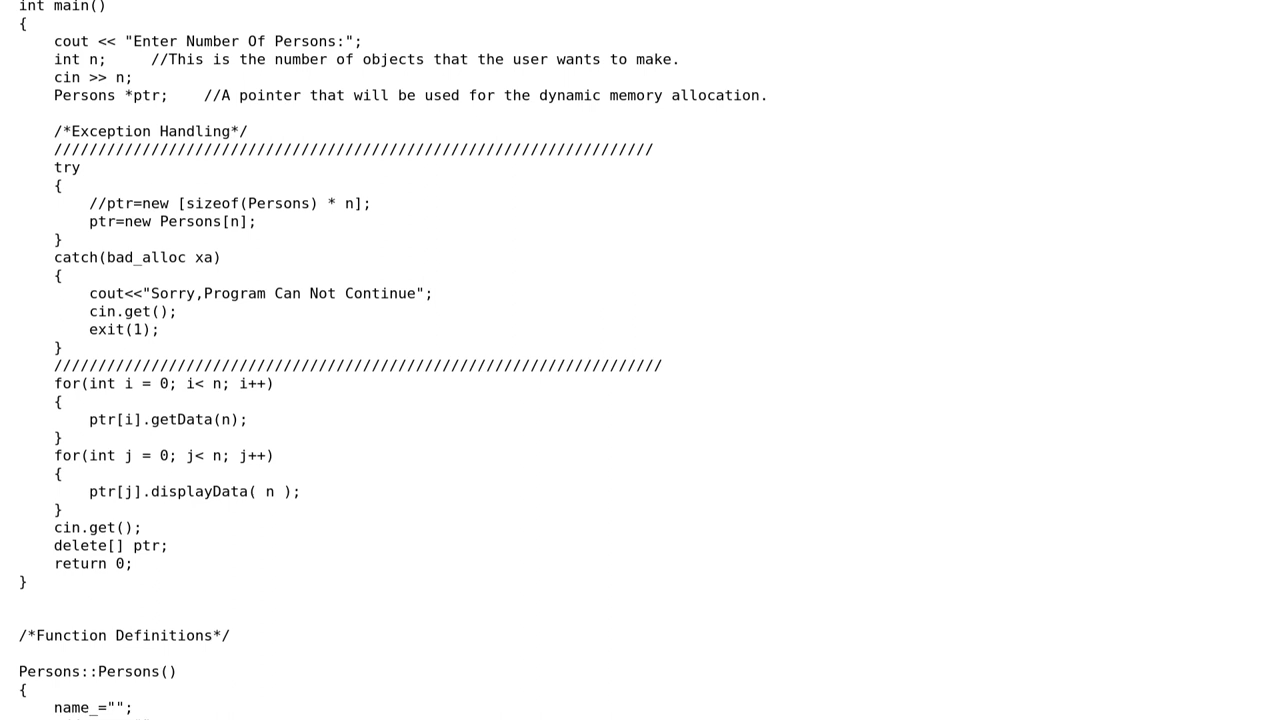 int main()
{
    cout << "Enter Number Of Persons:";
    int n;     //This is the number of objects that the user wants to make.
    cin >> n;
    Persons *ptr;    //A pointer that will be used for the dynamic memory allocation.

    /*Exception Handling*/
    ////////////////////////////////////////////////////////////////////
    try
    {
        //ptr=new [sizeof(Persons) * n];
        ptr=new Persons[n];
    }
    catch(bad_alloc xa)
    {
        cout<<"Sorry,Program Can Not Continue";
        cin.get();
        exit(1);
    }
    /////////////////////////////////////////////////////////////////////
    for(int i = 0; i< n; i++)
    {
        ptr[i].getData(n);
    }
    for(int j = 0; j< n; j++)
    {
        ptr[j].displayData( n );
    }
    cin.get();
    delete[] ptr;
    return 0;
}


/*Function Definitions*/

Persons::Persons()
{
    name_="";